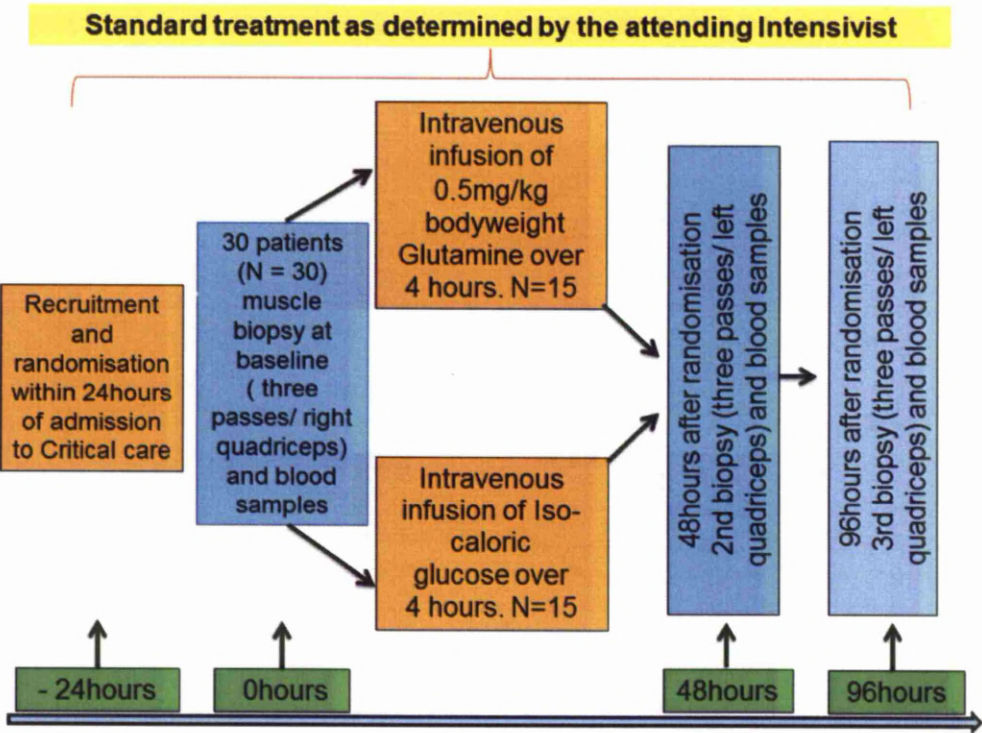 Standard treatment as determined by the attending Intensivist
Recruitment
and
randomisation
within 24hours
of admission
to Critical care
30 patients
(N = 30)
muscle
biopsy at
baseline
( three
passes/ right
quadriceps)
and blood
samples
Intravenous
infusion of
0.5mg/kg
bodyweight
Glutamine over
4 hours. N=15
Intravenous
infusion of Iso-
caloric
glucose over
4 hours. N=15
48hours after randomisation
2nd biopsy (three passes/ left
quadriceps) and blood samples
96hours after randomisation
3rd biopsy (three passes/ left
quadriceps) and blood samples
- 24hours
0hours
48hours
96hours